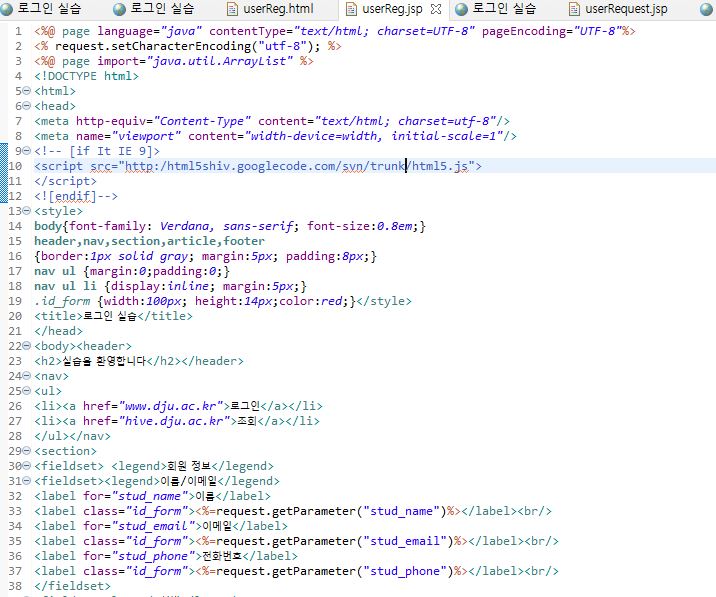 로그인 실습 로그인 실습 userReg.html userReg.jsp 로그인 실습 userRequest.jsp
1 <%@ page language="java" contentType="text/html; charset=UTF-8" pageEncoding="UTF-8"%>
2 <% request.setCharacterEncoding("utf-8"); %>
3 <%@ page import="java.util.ArrayList" %>
4 <!DOCTYPE html>
5 <html>
6 <head>
7 <meta http-equiv="Content-Type" content="text/html; charset=utf-8"/>
8 <meta name="viewport" content="width=device-width, initial-scale=1"/>
9 <!-- [if It IE 9]>
10 <script src="http:/html5shiv.googlecode.com/svn/trunk/html5.js">
11 </script>
12 <![endif]-->
13 <style>
14 body{font-family: Verdana, sans-serif; font-size:0.8em;}
15 header,nav,section,article,footer
16 {border:1px solid gray; margin:5px; padding:8px;}
17 nav ul {margin:0;padding:0;}
18 nav ul li {display:inline; margin:5px;}
19 .id_form {width:100px; height:14px;color:red;}</style>
20 <title>로그인 실습</title>
21 </head>
22 <body><header>
23 <h2>실습을 환영합니다</h2></header>
24 <nav>
25 <ul>
26 <li><a href="www.dju.ac.kr">로그인</a></li>
27 <li><a href="hive.dju.ac.kr">조회</a></li>
28 </ul></nav>
29 <section>
30 <fieldset> <legend>회원 정보</legend>
31 <fieldset><legend>이름/이메일</legend>
32 <label for="stud_name">이름</label>
33 <label class="id_form"><%=request.getParameter("stud_name")%></label><br/>
34 <label for="stud_email">이메일</label>
35 <label class="id_form"><%=request.getParameter("stud_email")%></label><br/>
36 <label for="stud_phone">전화번호</label>
37 <label class="id_form"><%=request.getParameter("stud_phone")%></label><br/>
38 </fieldset>